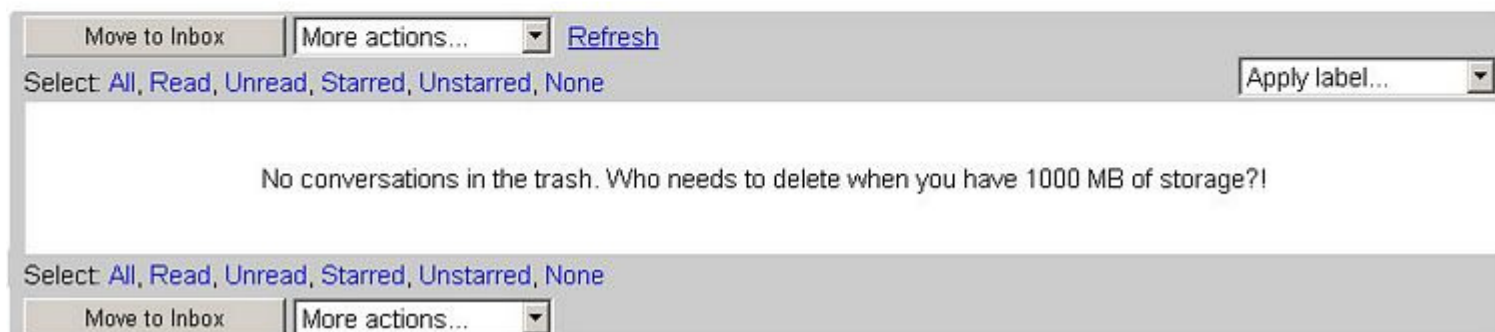 Move to Inbox More actions... Refresh
Select: All, Read, Unread, Starred, Unstarred, None Apply label...
No conversations in the trash. Who needs to delete when you have 1000 MB of storage?!
Select: All, Read, Unread, Starred, Unstarred, None
Move to Inbox More actions...